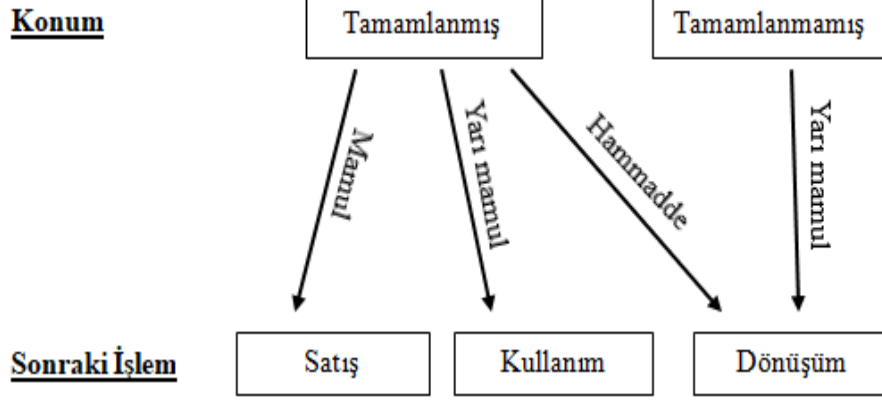 Konum
Tamamlanmış
Tamamlanmamış
Mamul
Yarı mamul
Hammadde
Yarı mamul
Sonraki İşlem
Satış
Kullanım
Dönüşüm